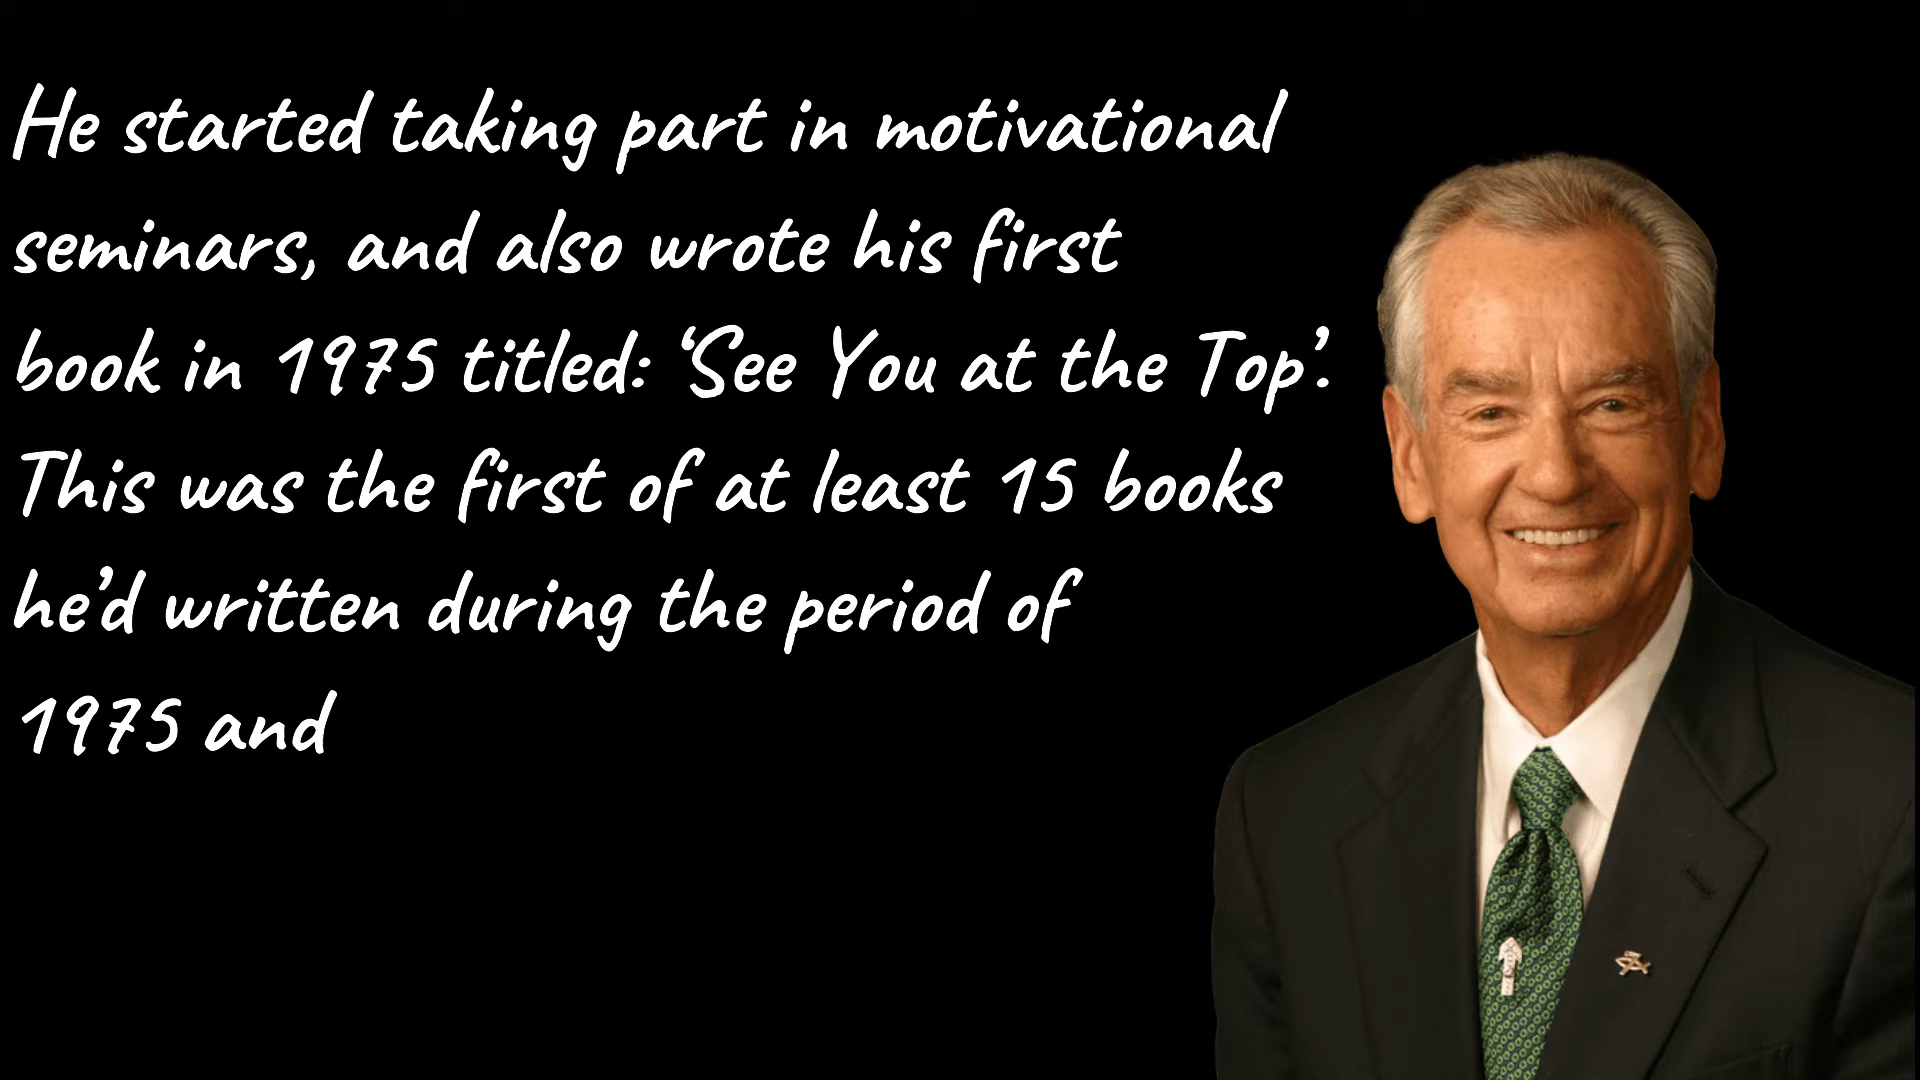 He started taking part in motivational
seminars, and also wrote his first
book in 1975 titled: ‘See You at the Top’.
This was the first of at least 15 books
he’d written during the period of
1975 and